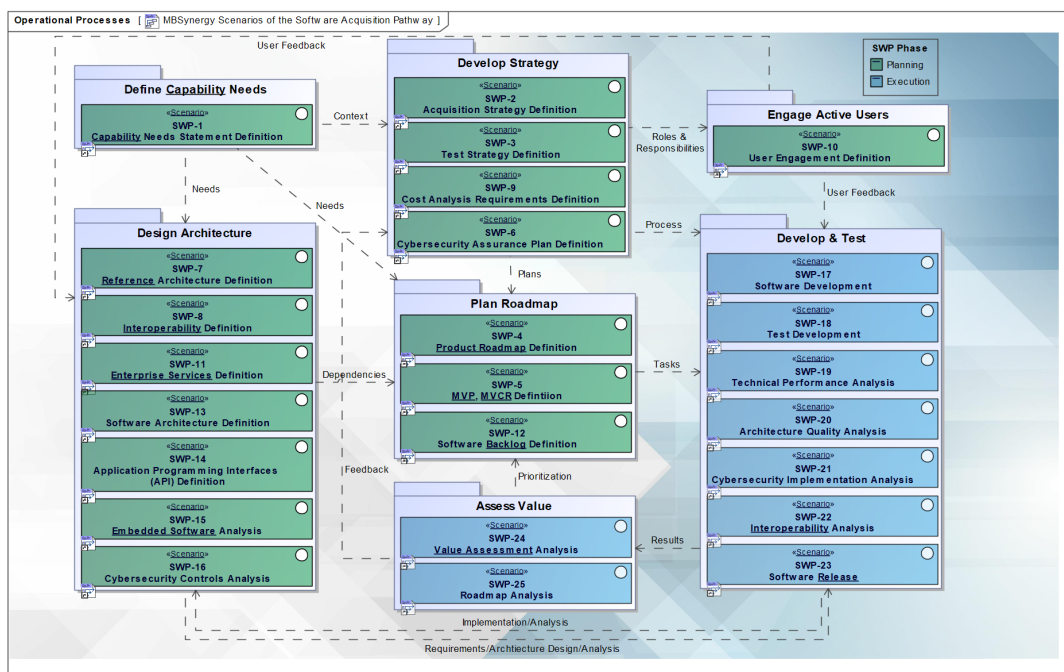 Operational Processes [ MBSynergy Scenarios of the Software Acquisition Pathway ]
User Feedback
SWP Phase
Planning
Execution
Define Capability Needs
«Scenario»
SWP-1
Capability Needs Statement Definition
Context
Develop Strategy
«Scenario»
SWP-2
Acquisition Strategy Definition
«Scenario»
SWP-3
Test Strategy Definition
«Scenario»
SWP-9
Cost Analysis Requirements Definition
«Scenario»
SWP-6
Cybersecurity Assurance Plan Definition
Roles &
Responsibilities
Engage Active Users
«Scenario»
SWP-10
User Engagement Definition
Needs
Needs
User Feedback
Process
Plans
Design Architecture
«Scenario»
SWP-7
Reference Architecture Definition
«Scenario»
SWP-8
Interoperability Definition
«Scenario»
SWP-11
Enterprise Services Definition
«Scenario»
SWP-13
Software Architecture Definition
«Scenario»
SWP-14
Application Programming Interfaces
(API) Definition
«Scenario»
SWP-15
Embedded Software Analysis
«Scenario»
SWP-16
Cybersecurity Controls Analysis
Dependencies
Feedback
Plan Roadmap
«Scenario»
SWP-4
Product Roadmap Definition
«Scenario»
SWP-5
MVP, MVCR Defintiion
«Scenario»
SWP-12
Software Backlog Definition
Tasks
Prioritization
Assess Value
«Scenario»
SWP-24
Value Assessment Analysis
«Scenario»
SWP-25
Roadmap Analysis
Results
Develop & Test
«Scenario»
SWP-17
Software Development
«Scenario»
SWP-18
Test Development
«Scenario»
SWP-19
Technical Performance Analysis
«Scenario»
SWP-20
Architecture Quality Analysis
«Scenario»
SWP-21
Cybersecurity Implementation Analysis
«Scenario»
SWP-22
Interoperability Analysis
«Scenario»
SWP-23
Software Release
Implementation/Analysis
Requirements/Archtiecture Design/Analysis